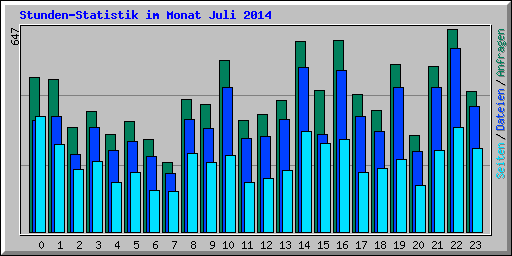 Stunden-Statistik im Monat Juli 2014
647
Seiten / Dateien / Anfragen
0 1 2 3 4 5 6 7 8 9 10 11 12 13 14 15 16 17 18 19 20 21 22 23